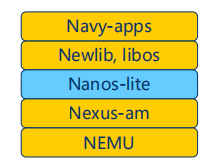 Navy-apps
Newlib, libos
Nanos-lite
Nexus-am
NEMU